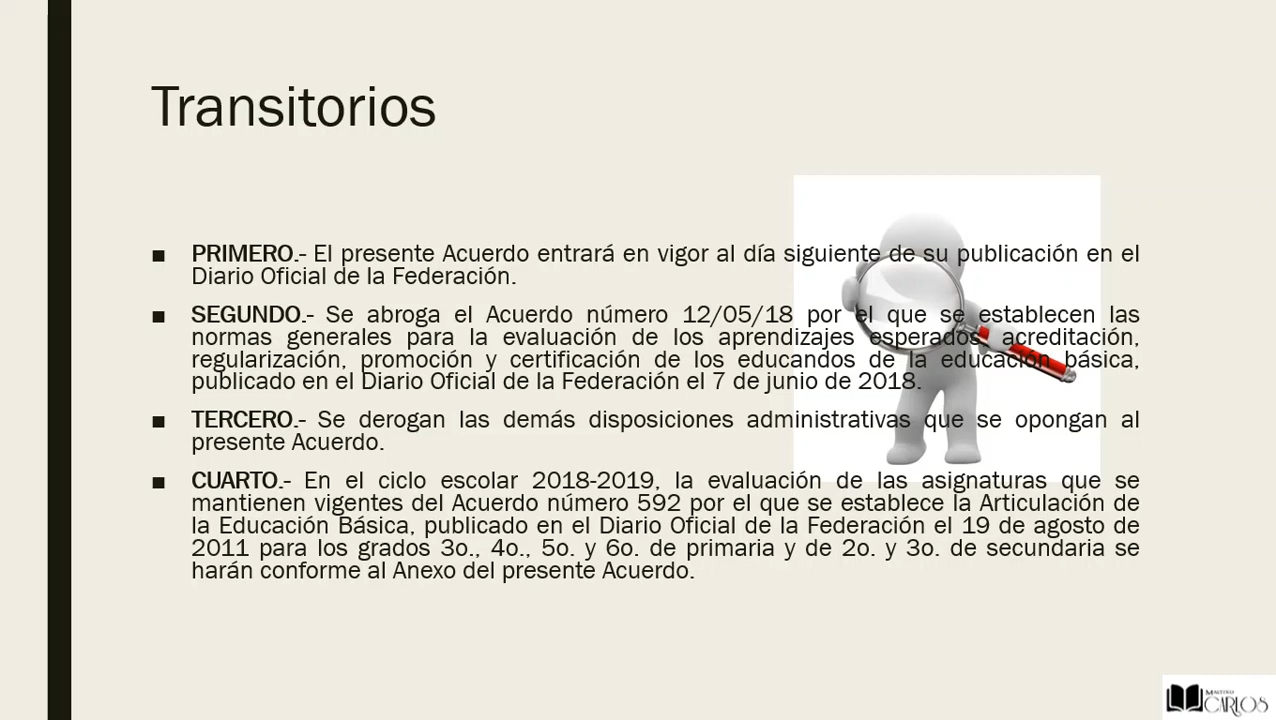 Transitorios
■ PRIMERO.- El presente Acuerdo entrará en vigor al día siguiente de su publicación en el
Diario Oficial de la Federación.
■ SEGUNDO.- Se abroga el Acuerdo número 12/05/18 por el que se establecen las
normas generales para la evaluación de los aprendizajes esperados acreditación,
regularización, promoción y certificación de los educandos de la educación básica,
publicado en el Diario Oficial de la Federación el 7 de junio de 2018.
■ TERCERO.- Se derogan las demás disposiciones administrativas que se opongan al
presente Acuerdo.
■ CUARTO.- En el ciclo escolar 2018-2019, la evaluación de las asignaturas que se
mantienen vigentes del Acuerdo número 592 por el que se establece la Articulación de
la Educación Básica, publicado en el Diario Oficial de la Federación el 19 de agosto de
2011 para los grados 3o., 4o., 5o. y 6o. de primaria y de 2o. y 3o. de secundaria se
harán conforme al Anexo del presente Acuerdo.
MAESTRO
CARLOS